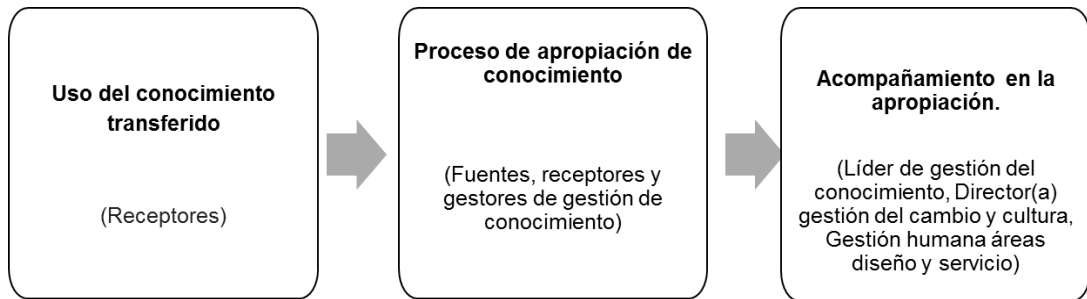 Uso del conocimiento
transferido
(Receptores)
Proceso de apropiación de
conocimiento
(Fuentes, receptores y
gestores de gestión de
conocimiento)
Acompañamiento en la
apropiación.
(Líder de gestión del
conocimiento, Director(a)
gestión del cambio y cultura,
Gestión humana áreas
diseño y servicio)